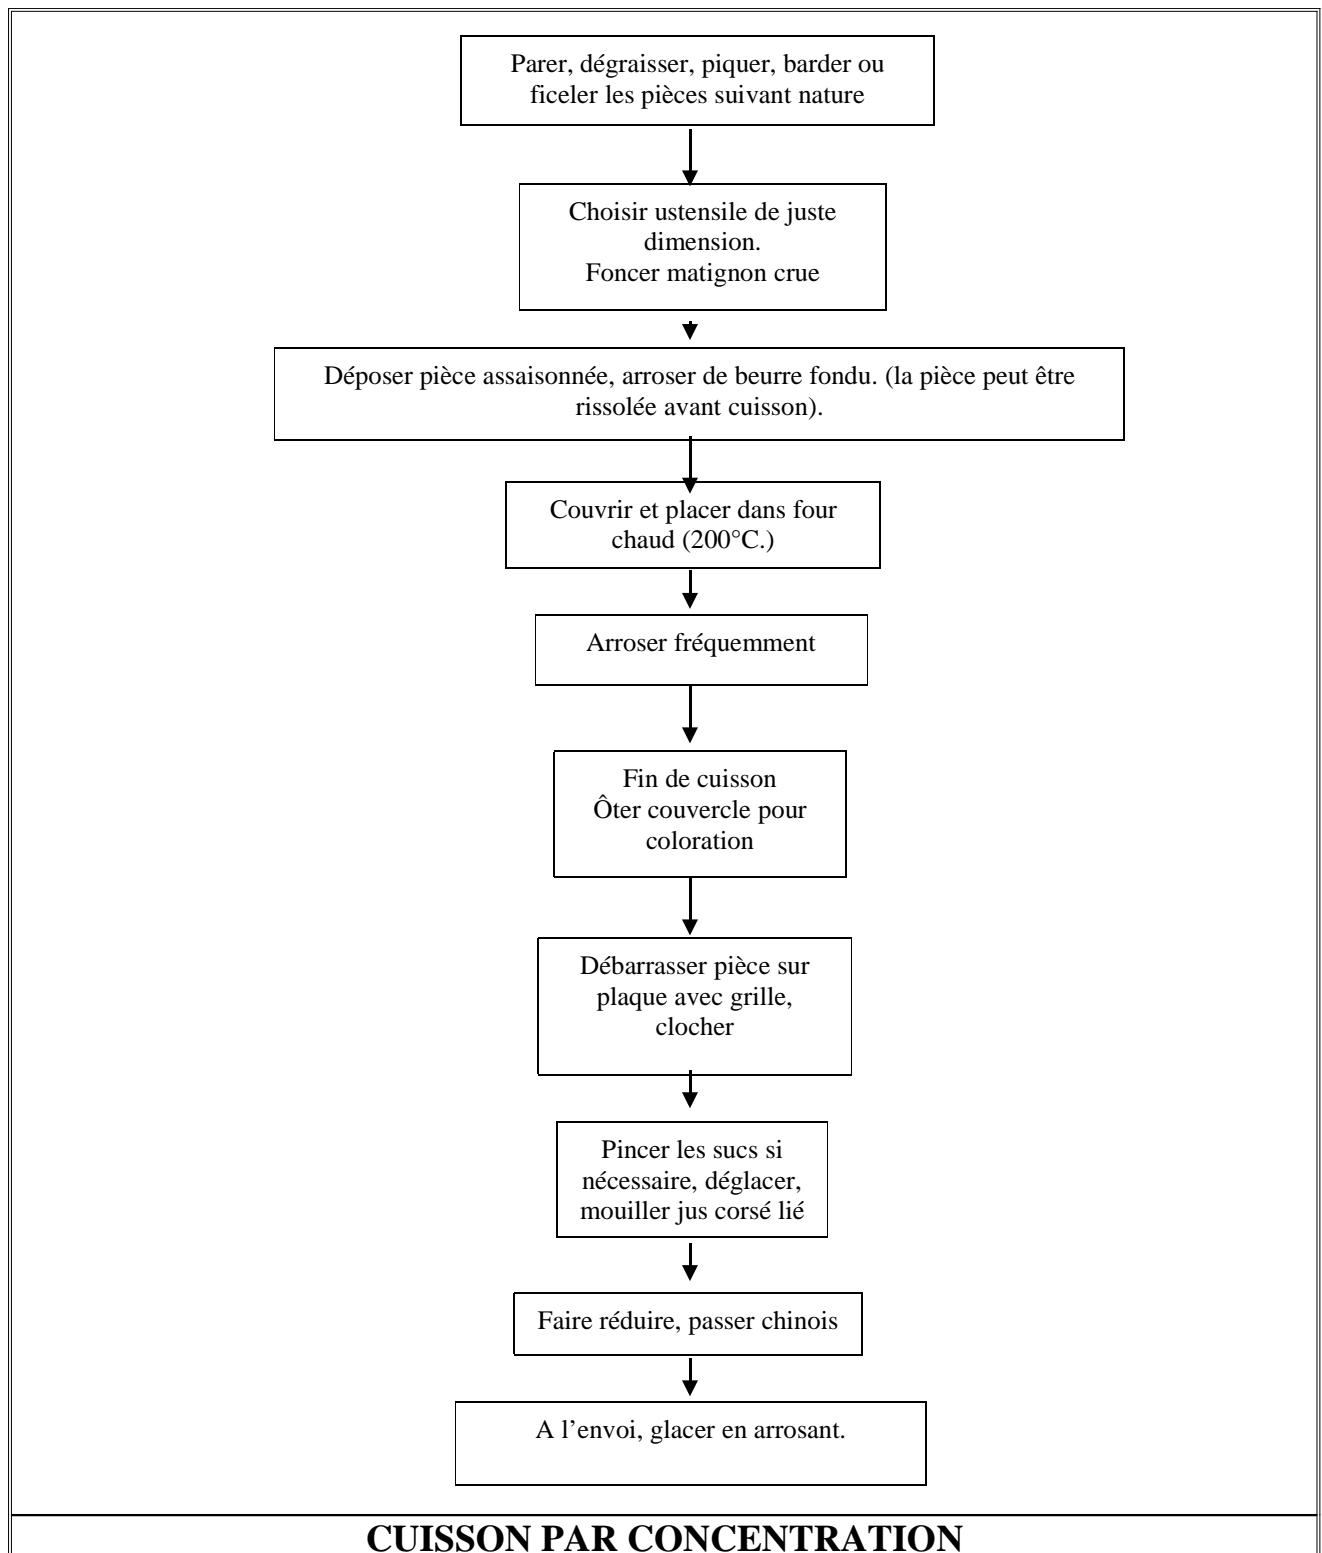 Parer, dégraisser, piquer, barder ou
ficeler les pièces suivant nature
Choisir ustensile de juste
dimension.
Foncer matignon crue
Déposer pièce assaisonnée, arroser de beurre fondu. (la pièce peut être
rissolée avant cuisson).
Couvrir et placer dans four
chaud (200°C.)
Arroser fréquemment
Fin de cuisson
Ôter couvercle pour
coloration
Débarrasser pièce sur
plaque avec grille,
clocher
Pincer les sucs si
nécessaire, déglacer,
mouiller jus corsé lié
Faire réduire, passer chinois
A l’envoi, glacer en arrosant.
CUISSON PAR CONCENTRATION